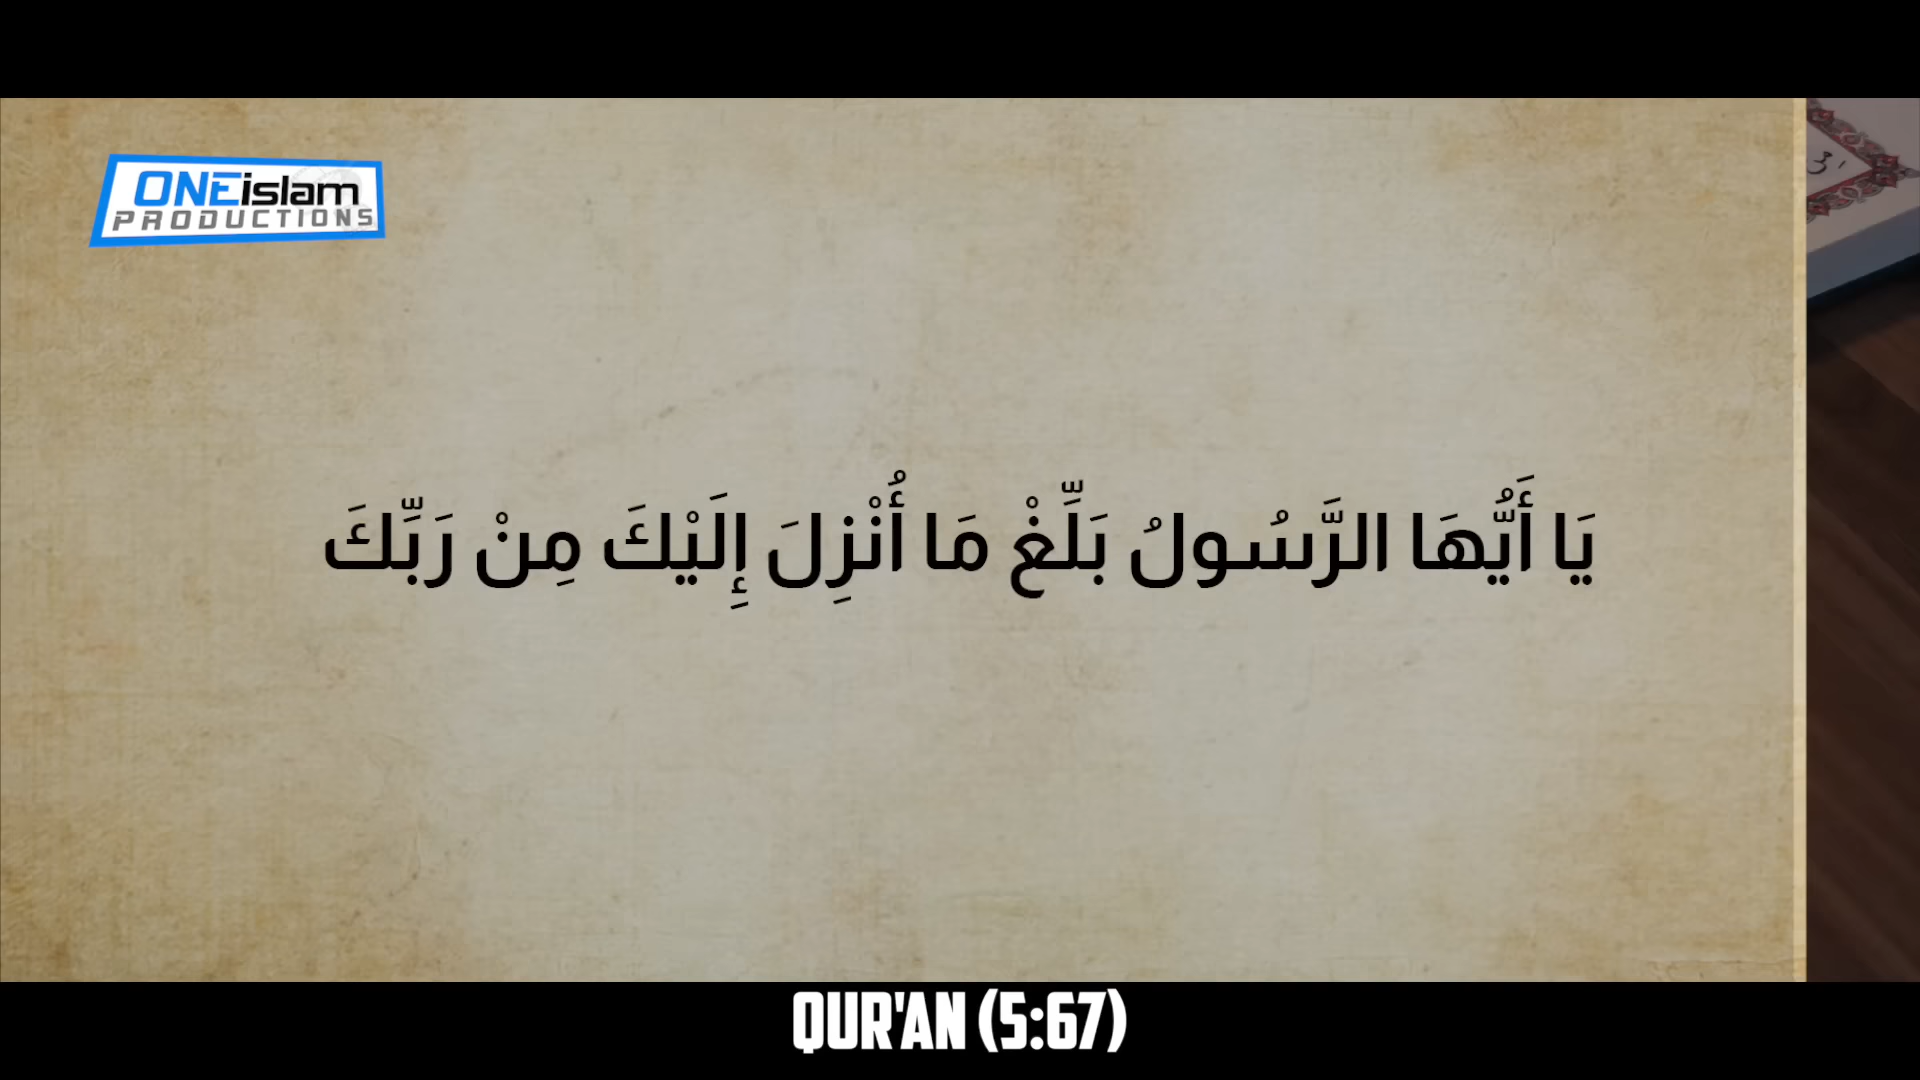 ONEislam
PRODUCTIONS
يَا أَيُّهَا الرَّسُولُ بَلِّغْ مَا أُنْزِلَ إِلَيْكَ مِنْ رَبِّكَ
QUR'AN (5:67)